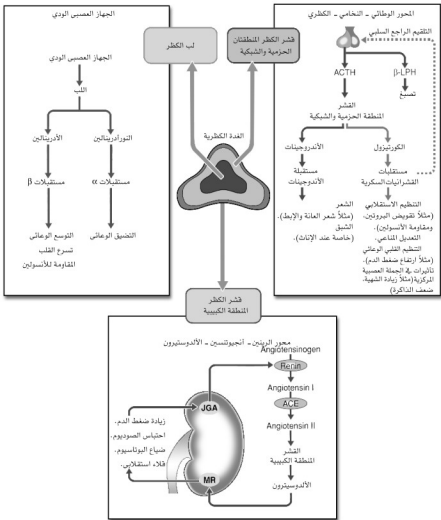 المحور الوطائي - النخامي - الكظري
التلقيم الراجع السلبي
ACTH
β-LPH
تصبغ
القشر
المنطقة الحزمية والشبكية
الأندروجينات
الكورتيزول
مستقبلة
الأندروجينات
مستقبلات
القشرانيات السكرية
الشعر
(مثلاً شعر العانة والإبط).
الشبق
(خاصة عند الإناث).
التنظيم الاستقلابي
(مثلاً تقويض البروتين،
ومقاومة الأنسولين).
التعديل المناعي.
التنظيم القلبي الوعائي
(مثلاً ارتفاع ضغط الدم).
تأثيرات في الجملة العصبية
المركزية (مثلاً زيادة الشهية،
ضعف الذاكرة)
قشر الكظر المنطقتان
الحزمية والشبكية
لب الكظر
الغدة الكظرية
الجهاز العصبي الودي
الجهاز العصبي الودي
اللب
النورأدرينالين
الأدرينالين
مستقبلات α
مستقبلات β
التضيق الوعائي
التوسع الوعائي
تسرع القلب
المقاومة للأنسولين
قشر الكظر
المنطقة الكبيبية
محور الرينين - أنجيوتنسين - الألدوستيرون
Angiotensinogen
Renin
Angiotensin I
ACE
Angiotensin II
القشر
المنطقة الكبيبية
الألدوستيرون
JGA
MR
زيادة ضغط الدم.
احتباس الصوديوم.
ضياع البوتاسيوم.
قلاء استقلابي.